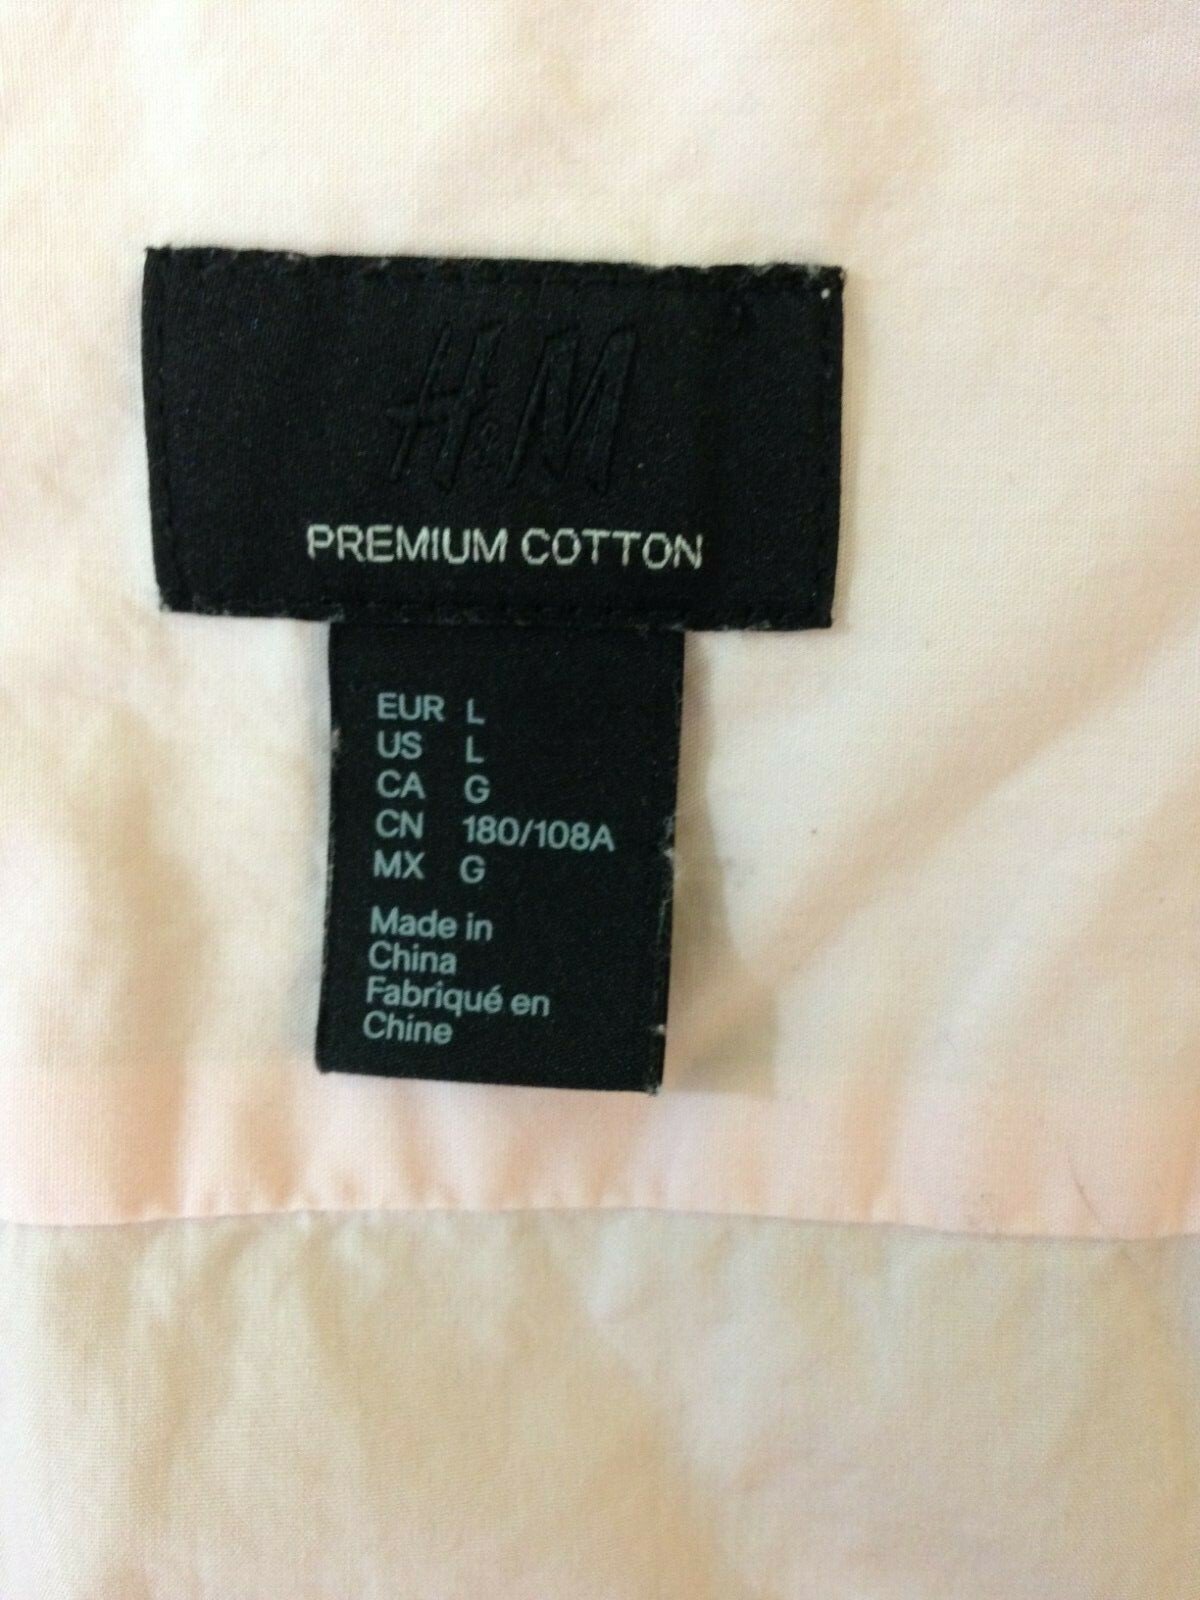 H&M
PREMIUM COTTON
EUR L
US L
CA G
CN 180/108A
MX G
Made in
China
Fabriqué en
Chine